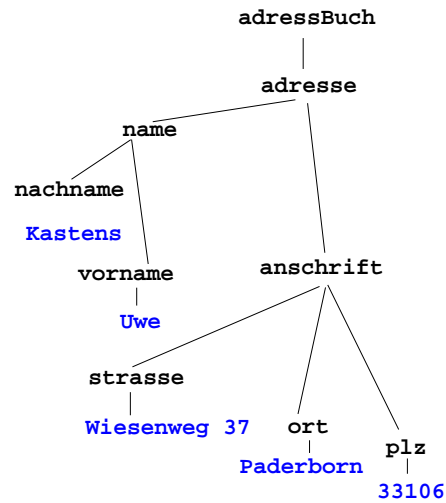 adressBuch
adresse
name
nachname
Kastens
vorname
Uwe
anschrift
strasse
Wiesenweg 37
ort
Paderborn
plz
33106